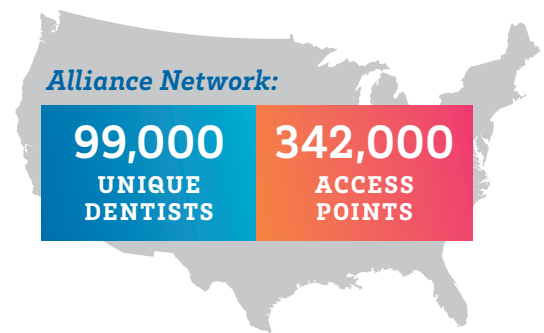 Alliance Network:
99,000
UNIQUE
DENTISTS
342,000
ACCESS
POINTS